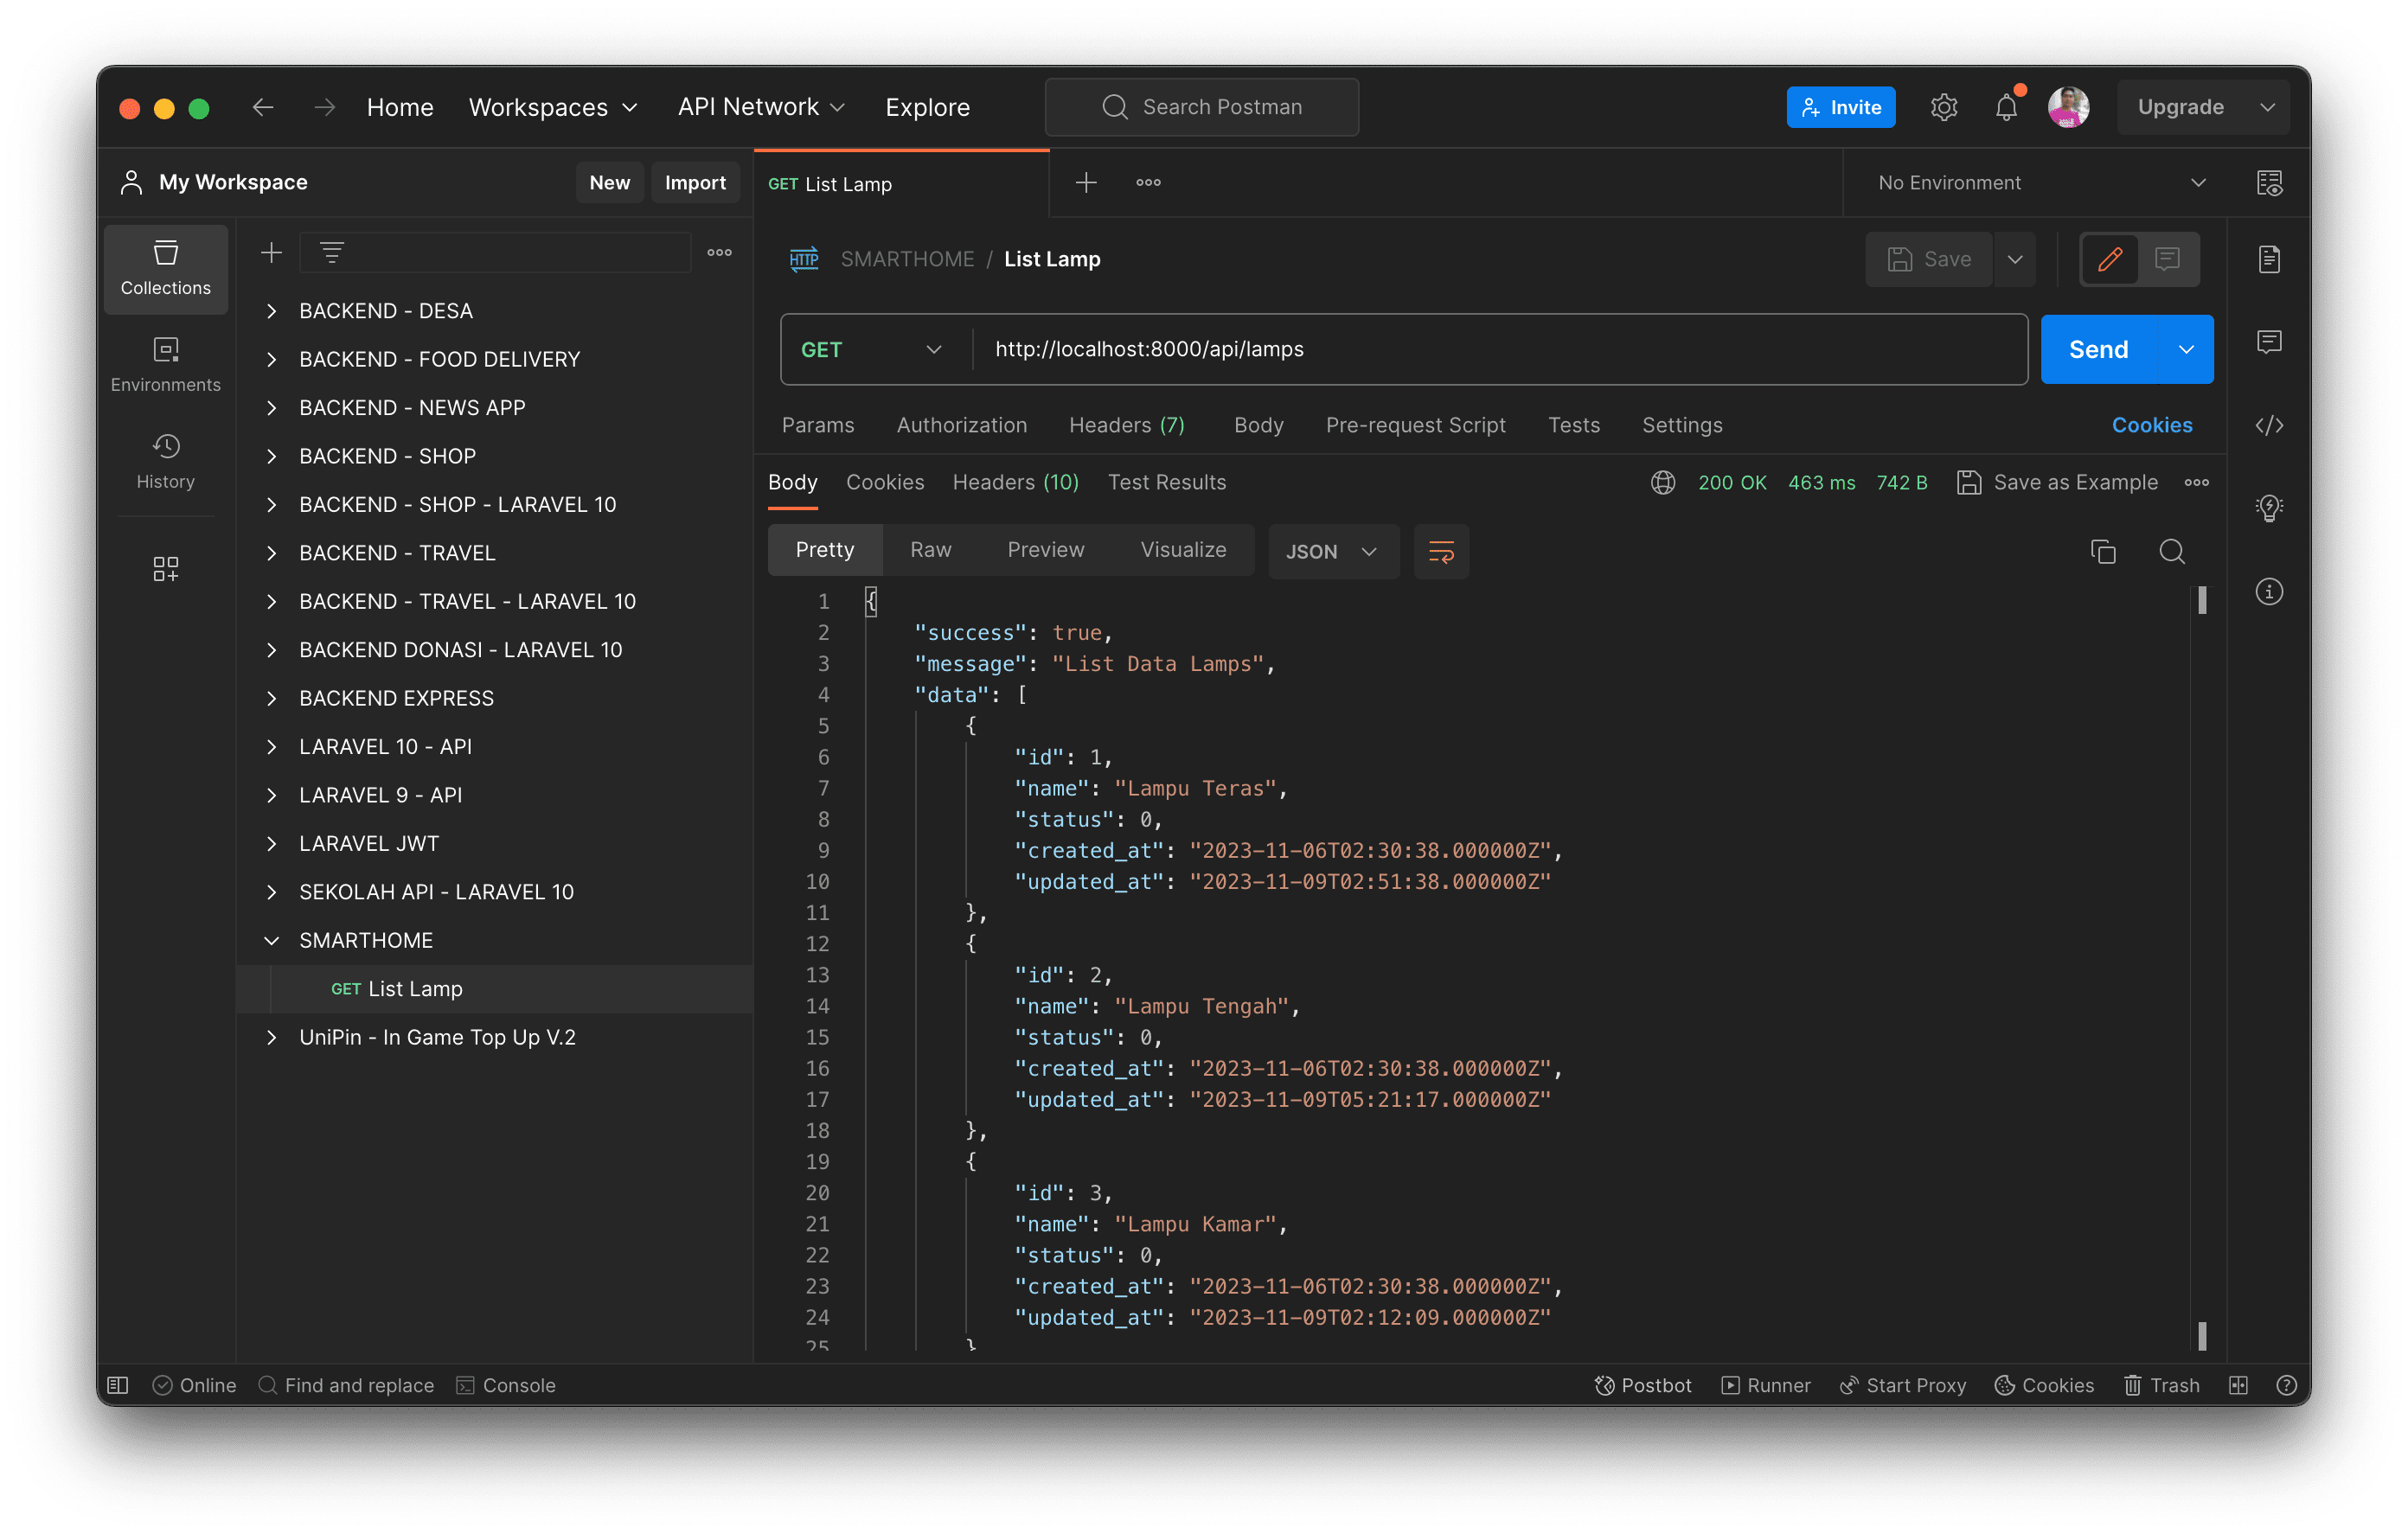 Home Workspaces API Network Explore Search Postman Invite Upgrade
My Workspace New Import GET List Lamp No Environment
Collections
Environments
History
BACKEND - DESA
BACKEND - FOOD DELIVERY
BACKEND - NEWS APP
BACKEND - SHOP
BACKEND - SHOP - LARAVEL 10
BACKEND - TRAVEL
BACKEND - TRAVEL - LARAVEL 10
BACKEND DONASI - LARAVEL 10
BACKEND EXPRESS
LARAVEL 10 - API
LARAVEL 9 - API
LARAVEL JWT
SEKOLAH API - LARAVEL 10
SMARTHOME
GET List Lamp
UniPin - In Game Top Up V.2
HTTP SMARTHOME / List Lamp Save
GET http://localhost:8000/api/lamps Send
Params Authorization Headers (7) Body Pre-request Script Tests Settings Cookies
Body Cookies Headers (10) Test Results 200 OK 463 ms 742 B Save as Example
Pretty Raw Preview Visualize JSON
1 {
2 "success": true,
3 "message": "List Data Lamps",
4 "data": [
5 {
6 "id": 1,
7 "name": "Lampu Teras",
8 "status": 0,
9 "created_at": "2023-11-06T02:30:38.000000Z",
10 "updated_at": "2023-11-09T02:51:38.000000Z"
11 },
12 {
13 "id": 2,
14 "name": "Lampu Tengah",
15 "status": 0,
16 "created_at": "2023-11-06T02:30:38.000000Z",
17 "updated_at": "2023-11-09T05:21:17.000000Z"
18 },
19 {
20 "id": 3,
21 "name": "Lampu Kamar",
22 "status": 0,
23 "created_at": "2023-11-06T02:30:38.000000Z",
24 "updated_at": "2023-11-09T02:12:09.000000Z"
25 }
Online Find and replace Console Postbot Runner Start Proxy Cookies Trash